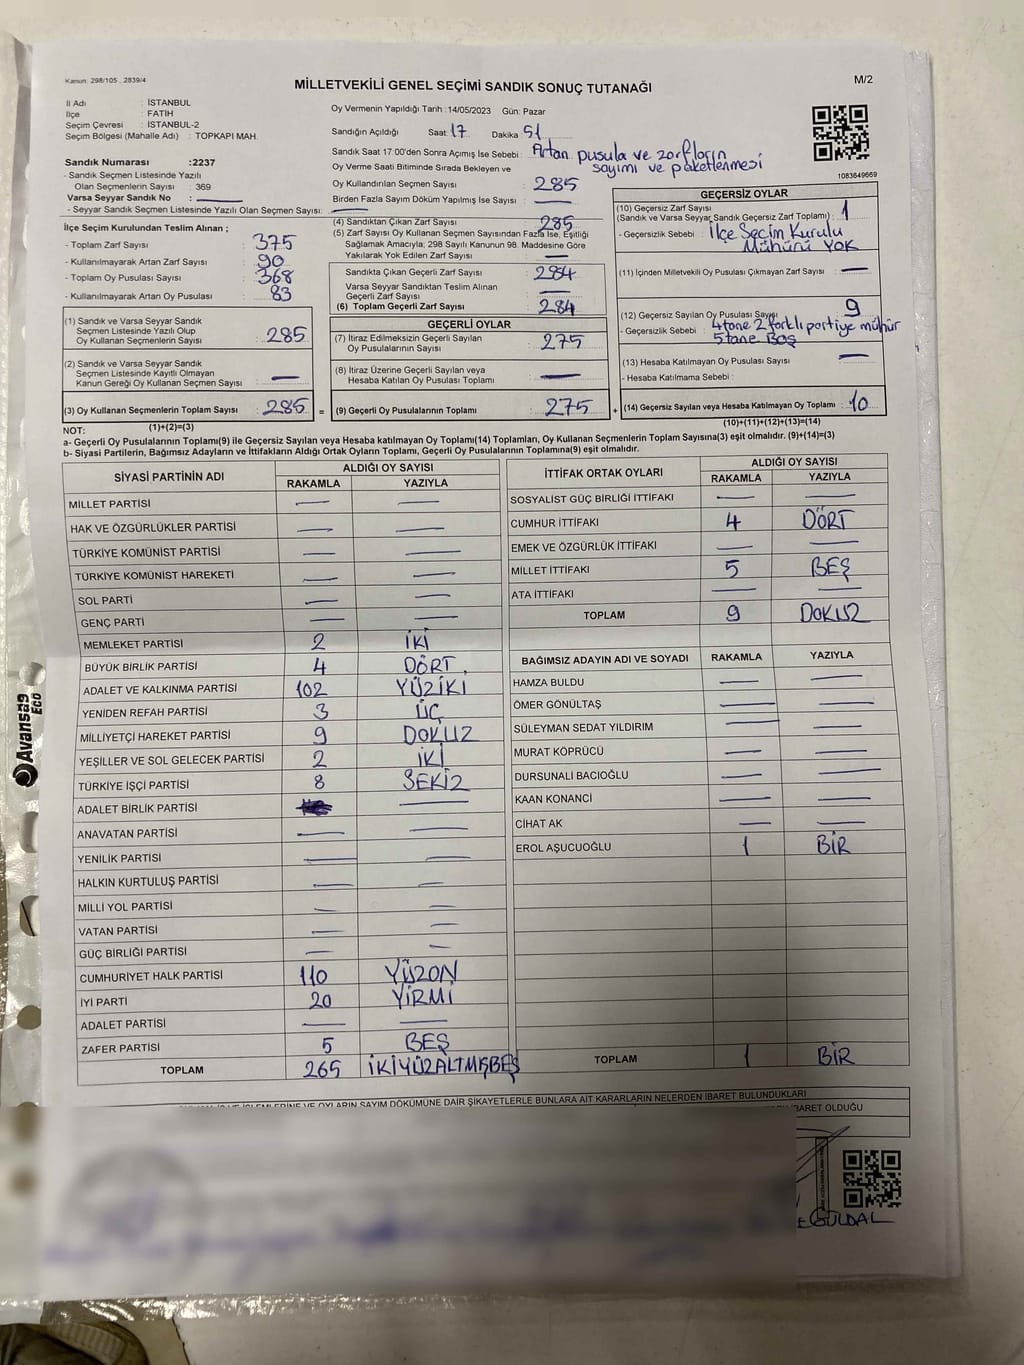 Kanun: 298/105 , 2839/4
MİLLETVEKİLİ GENEL SEÇİMİ SANDIK SONUÇ TUTANAĞI
M/2
İl Adı : İSTANBUL
İlçe : FATİH
Seçim Çevresi : İSTANBUL-2
Seçim Bölgesi (Mahalle Adı) : TOPKAPI MAH.
Sandık Numarası :2237
- Sandık Seçmen Listesinde Yazılı
Olan Seçmenlerin Sayısı : 369
Varsa Seyyar Sandık No : —
- Seyyar Sandık Seçmen Listesinde Yazılı Olan Seçmen Sayısı: —
İlçe Seçim Kurulundan Teslim Alınan ;
- Toplam Zarf Sayısı : 375
- Kullanılmayarak Artan Zarf Sayısı : 90
- Toplam Oy Pusulası Sayısı : 368
- Kullanılmayarak Artan Oy Pusulası : 83
Oy Vermenin Yapıldığı Tarih : 14/05/2023 Gün: Pazar
Sandığın Açıldığı Saat: 17 Dakika 51
Sandık Saat 17:00'den Sonra Açımış İse Sebebi : Artan pusula ve zarfların
sayımı ve paketlenmesi
Oy Verme Saati Bitiminde Sırada Bekleyen ve
Oy Kullandırılan Seçmen Sayısı : 285
Birden Fazla Sayım Döküm Yapılmış İse Sayısı : —
(4) Sandıktan Çıkan Zarf Sayısı : 285
(5) Zarf Sayısı Oy Kullanan Seçmen Sayısından Fazla İse, Eşitliği
Sağlamak Amacıyla; 298 Sayılı Kanunun 98. Maddesine Göre
Yakılarak Yok Edilen Zarf Sayısı : —
Sandıkta Çıkan Geçerli Zarf Sayısı : 284
Varsa Seyyar Sandıktan Teslim Alınan
Geçerli Zarf Sayısı : —
(6) Toplam Geçerli Zarf Sayısı : 284
1083649669
GEÇERSİZ OYLAR
(10) Geçersiz Zarf Sayısı
(Sandık ve Varsa Seyyar Sandık Geçersiz Zarf Toplamı) : 1
- Geçersizlik Sebebi : İlçe Seçim Kurulu
Mührü YOK
(11) İçinden Milletvekili Oy Pusulası Çıkmayan Zarf Sayısı : —
(12) Geçersiz Sayılan Oy Pusulası Sayısı : 9
- Geçersizlik Sebebi : 4 tane 2 farklı partiye mühür
5 tane Boş
(13) Hesaba Katılmayan Oy Pusulası Sayısı : —
- Hesaba Katılmama Sebebi :
(1) Sandık ve Varsa Seyyar Sandık
Seçmen Listesinde Yazılı Olup
Oy Kullanan Seçmenlerin Sayısı : 285
(2) Sandık ve Varsa Seyyar Sandık
Seçmen Listesinde Kayıtlı Olmayan
Kanun Gereği Oy Kullanan Seçmen Sayısı : —
GEÇERLİ OYLAR
(7) İtiraz Edilmeksizin Geçerli Sayılan
Oy Pusulalarının Sayısı : 275
(8) İtiraz Üzerine Geçerli Sayılan veya
Hesaba Katılan Oy Pusulası Toplamı : —
(3) Oy Kullanan Seçmenlerin Toplam Sayısı : 285 = (9) Geçerli Oy Pusulalarının Toplamı : 275 + (14) Geçersiz Sayılan veya Hesaba Katılmayan Oy Toplamı : 10
NOT: (1)+(2)=(3) (10)+(11)+(12)+(13)=(14)
a- Geçerli Oy Pusulalarının Toplamı(9) ile Geçersiz Sayılan veya Hesaba katılmayan Oy Toplamı(14) Toplamları, Oy Kullanan Seçmenlerin Toplam Sayısına(3) eşit olmalıdır. (9)+(14)=(3)
b- Siyasi Partilerin, Bağımsız Adayların ve İttifakların Aldığı Ortak Oyların Toplamı, Geçerli Oy Pusulalarının Toplamına(9) eşit olmalıdır.
SİYASİ PARTİNİN ADI ALDIĞI OY SAYISI
RAKAMLA YAZIYLA
MİLLET PARTİSİ — —
HAK VE ÖZGÜRLÜKLER PARTİSİ — —
TÜRKİYE KOMÜNİST PARTİSİ — —
TÜRKİYE KOMÜNİST HAREKETİ — —
SOL PARTİ — —
GENÇ PARTİ — —
MEMLEKET PARTİSİ 2 İKİ
BÜYÜK BİRLİK PARTİSİ 4 DÖRT
ADALET VE KALKINMA PARTİSİ 102 YÜZİKİ
YENİDEN REFAH PARTİSİ 3 ÜÇ
MİLLİYETÇİ HAREKET PARTİSİ 9 DOKUZ
YEŞİLLER VE SOL GELECEK PARTİSİ 2 İKİ
TÜRKİYE İŞÇİ PARTİSİ 8 SEKİZ
ADALET BİRLİK PARTİSİ —
ANAVATAN PARTİSİ — —
YENİLİK PARTİSİ — —
HALKIN KURTULUŞ PARTİSİ — —
MİLLİ YOL PARTİSİ — —
VATAN PARTİSİ — —
GÜÇ BİRLİĞİ PARTİSİ — —
CUMHURİYET HALK PARTİSİ 110 YÜZON
İYİ PARTİ 20 YİRMİ
ADALET PARTİSİ — —
ZAFER PARTİSİ 5 BEŞ
TOPLAM 265 İKİYÜZALTMIŞBEŞ
İTTİFAK ORTAK OYLARI ALDIĞI OY SAYISI
RAKAMLA YAZIYLA
SOSYALİST GÜÇ BİRLİĞİ İTTİFAKI — —
CUMHUR İTTİFAKI 4 DÖRT
EMEK VE ÖZGÜRLÜK İTTİFAKI — —
MİLLET İTTİFAKI 5 BEŞ
ATA İTTİFAKI — —
TOPLAM 9 DOKUZ
BAĞIMSIZ ADAYIN ADI VE SOYADI RAKAMLA YAZIYLA
HAMZA BULDU — —
ÖMER GÖNÜLTAŞ — —
SÜLEYMAN SEDAT YILDIRIM — —
MURAT KÖPRÜCÜ — —
DURSUNALİ BACIOĞLU — —
KAAN KONANCİ — —
CİHAT AK — —
EROL AŞUCUOĞLU 1 BİR
TOPLAM 1 BİR
OYLARIN SAYIM DÖKÜMÜNE DAİR ŞİKAYETLERLE BUNLARA AİT KARARLARIN NELERDEN İBARET BULUNDUKLARI
İBARET OLDUĞU
GÜLDAL
Avansas
Eco